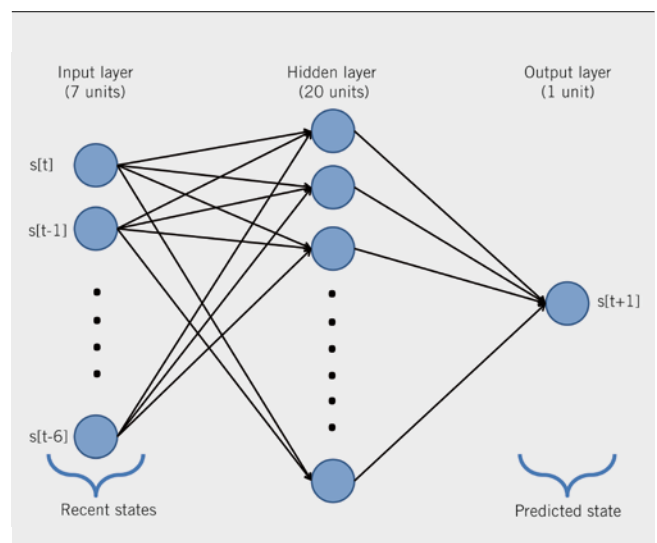 Input layer
(7 units)
Hidden layer
(20 units)
Output layer
(1 unit)
s[t]
s[t-1]
s[t+1]
s[t-6]
Recent states
Predicted state